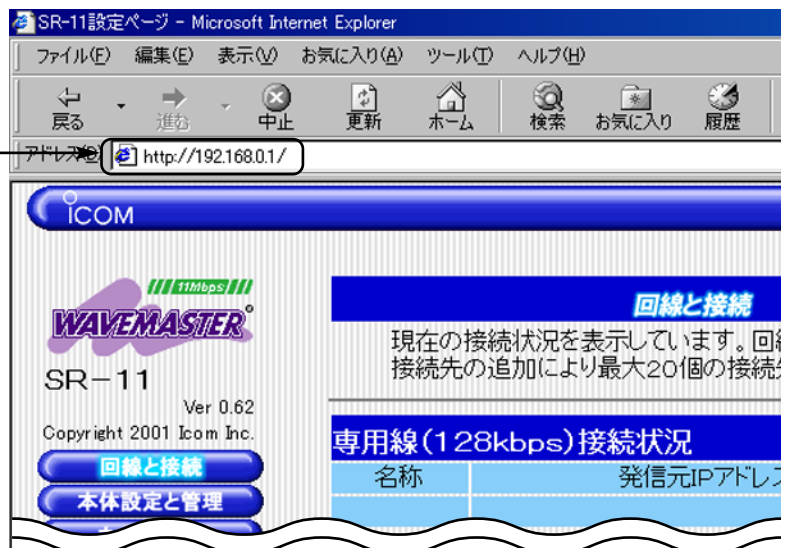 SR-11設定ページ - Microsoft Internet Explorer
ファイル(F) 編集(E) 表示(V) お気に入り(A) ツール(T) ヘルプ(H)
戻る 進む 中止 更新 ホーム 検索 お気に入り 履歴
アドレス(D) http://192.168.0.1/
ICOM
11Mbps
WAVEMASTER®
SR-11
Ver 0.62
Copyright 2001 Icom Inc.
回線と接続
本体設定と管理
回線と接続
現在の接続状況を表示しています。回線
接続先の追加により最大20個の接続先
専用線(128kbps)接続状況
名称 発信元IPアドレス